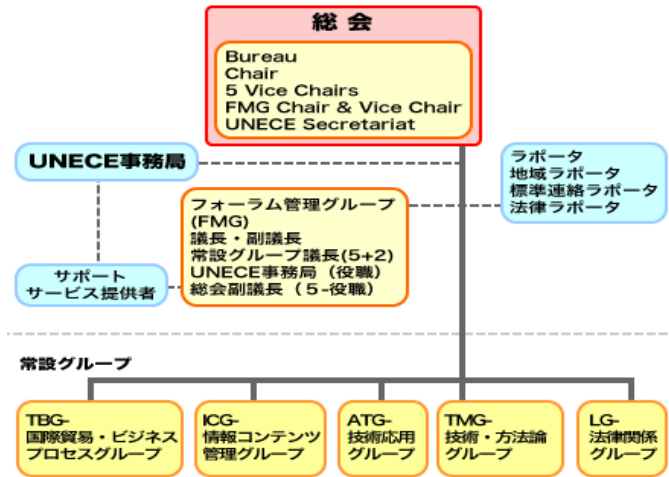 総会
Bureau
Chair
5 Vice Chairs
FMG Chair & Vice Chair
UNECE Secretariat
UNECE事務局
ラポータ
地域ラポータ
標準連絡ラポータ
法律ラポータ
フォーラム管理グループ
(FMG)
議長・副議長
常設グループ議長(5+2)
UNECE事務局（役職）
総会副議長（５-役職）
サポート
サービス提供者
常設グループ
TBG-
国際貿易・ビジネス
プロセスグループ
ICG-
情報コンテンツ
管理グループ
ATG-
技術応用
グループ
TMG-
技術・方法論
グループ
LG-
法律関係
グループ